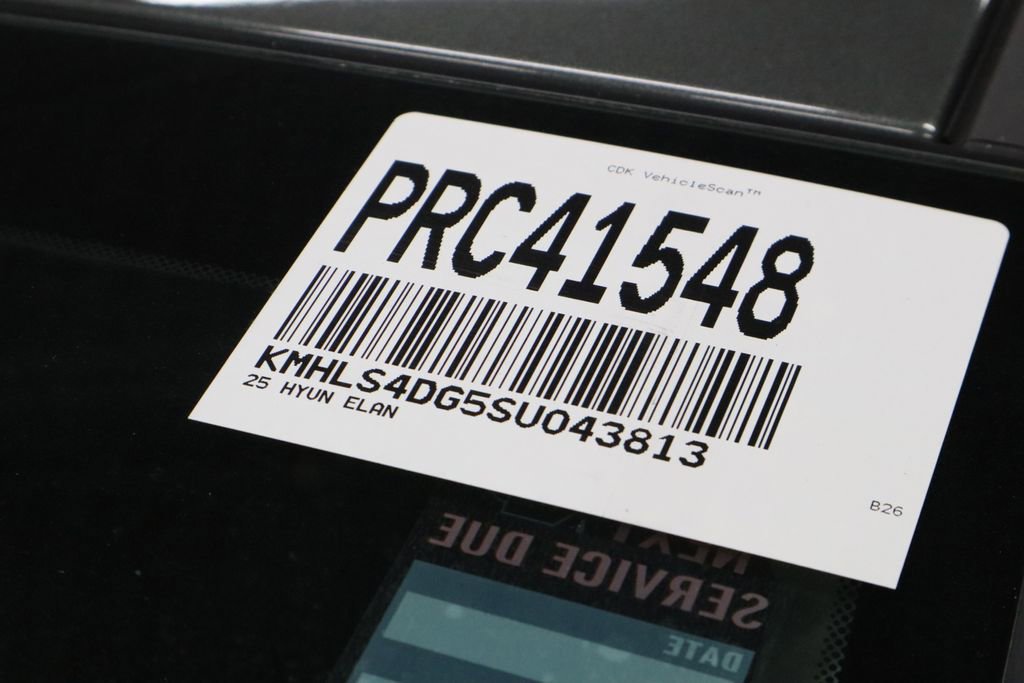 CDK VehicleScan™
PRC41548
KMHLS4DG5SU043813
25 HYUN ELAN
B26
NEXT
SERVICE DUE
DATE